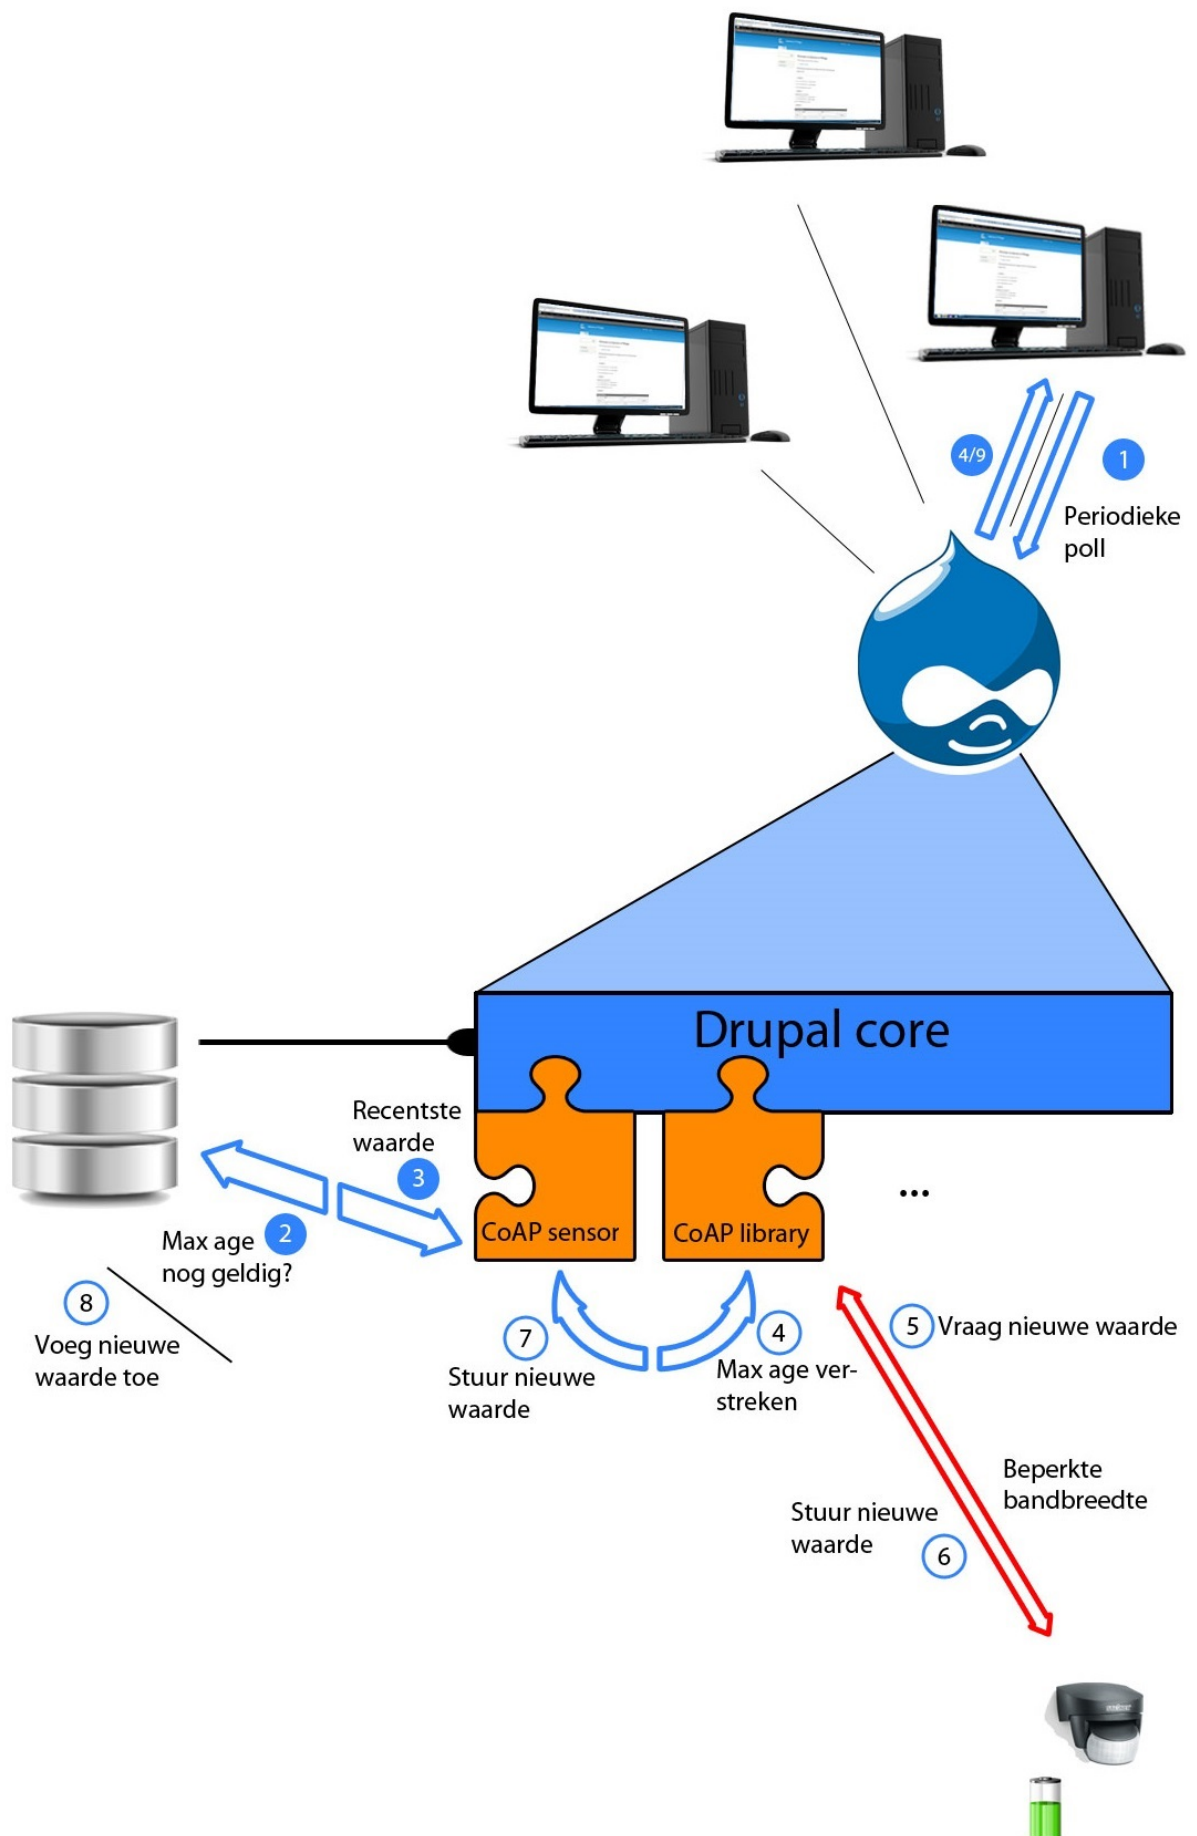 4/9
1
Periodieke
poll
Drupal core
Recentste
waarde
3
CoAP sensor
CoAP library
...
Max age
nog geldig?
2
8
Voeg nieuwe
waarde toe
7
Stuur nieuwe
waarde
4
Max age ver-
streken
5
Vraag nieuwe waarde
Beperkte
bandbreedte
Stuur nieuwe
waarde
6